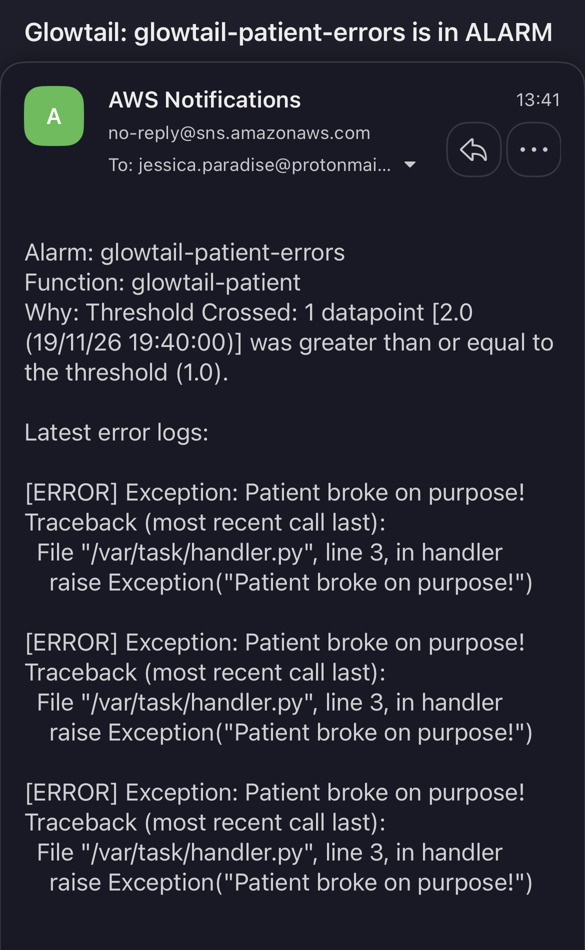 Glowtail: glowtail-patient-errors is in ALARM
A
AWS Notifications
13:41
no-reply@sns.amazonaws.com
To: jessica.paradise@protonmai...
Alarm: glowtail-patient-errors
Function: glowtail-patient
Why: Threshold Crossed: 1 datapoint [2.0
(19/11/26 19:40:00)] was greater than or equal to
the threshold (1.0).
Latest error logs:
[ERROR] Exception: Patient broke on purpose!
Traceback (most recent call last):
  File "/var/task/handler.py", line 3, in handler
    raise Exception("Patient broke on purpose!")
[ERROR] Exception: Patient broke on purpose!
Traceback (most recent call last):
  File "/var/task/handler.py", line 3, in handler
    raise Exception("Patient broke on purpose!")
[ERROR] Exception: Patient broke on purpose!
Traceback (most recent call last):
  File "/var/task/handler.py", line 3, in handler
    raise Exception("Patient broke on purpose!")